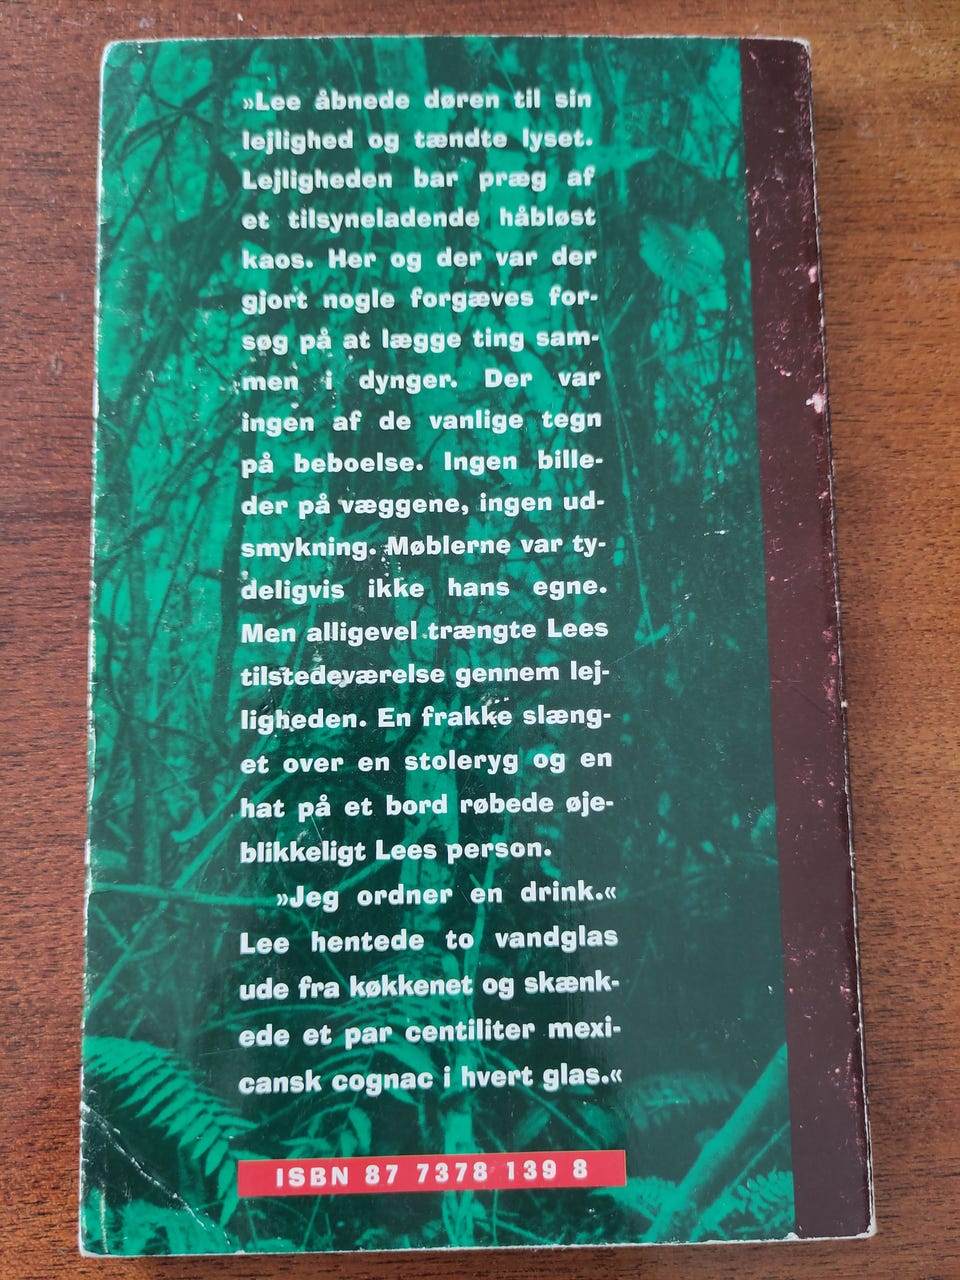 »Lee åbnede døren til sin
lejlighed og tændte lyset.
Lejligheden bar præg af
et tilsyneladende håbløst
kaos. Her og der var der
gjort nogle forgæves for-
søg på at lægge ting sam-
men i dynger. Der var
ingen af de vanlige tegn
på beboelse. Ingen bille-
der på væggene, ingen ud-
smykning. Møblerne var ty-
deligvis ikke hans egne.
Men alligevel trængte Lees
tilstedeværelse gennem lej-
ligheden. En frakke slæng-
et over en stoleryg og en
hat på et bord røbede øje-
blikkeligt Lees person.
»Jeg ordner en drink.«
Lee hentede to vandglas
ude fra køkkenet og skænk-
ede et par centiliter mexi-
cansk cognac i hvert glas.«
ISBN 87 7378 139 8